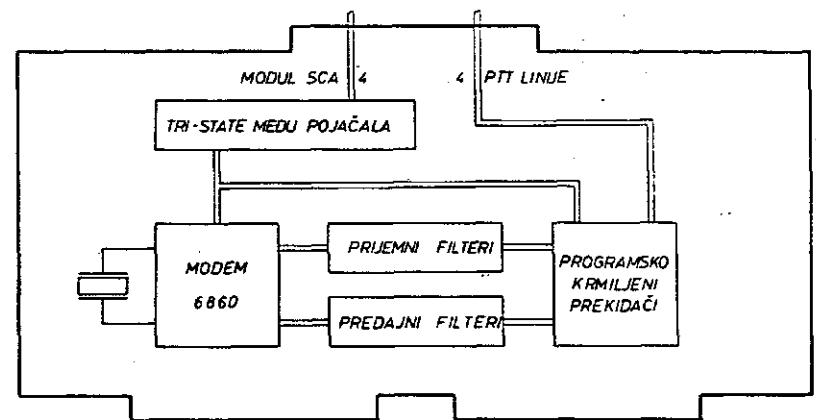 MODUL SCA 4
4 PTT LINIJE
TRI-STATE MEDU POJAČALA
MODEM
6860
PRIJEMNI FILTERI
PREDAJNI FILTERI
PROGRAMSKO
KRMILJENI
PREKIDAČI